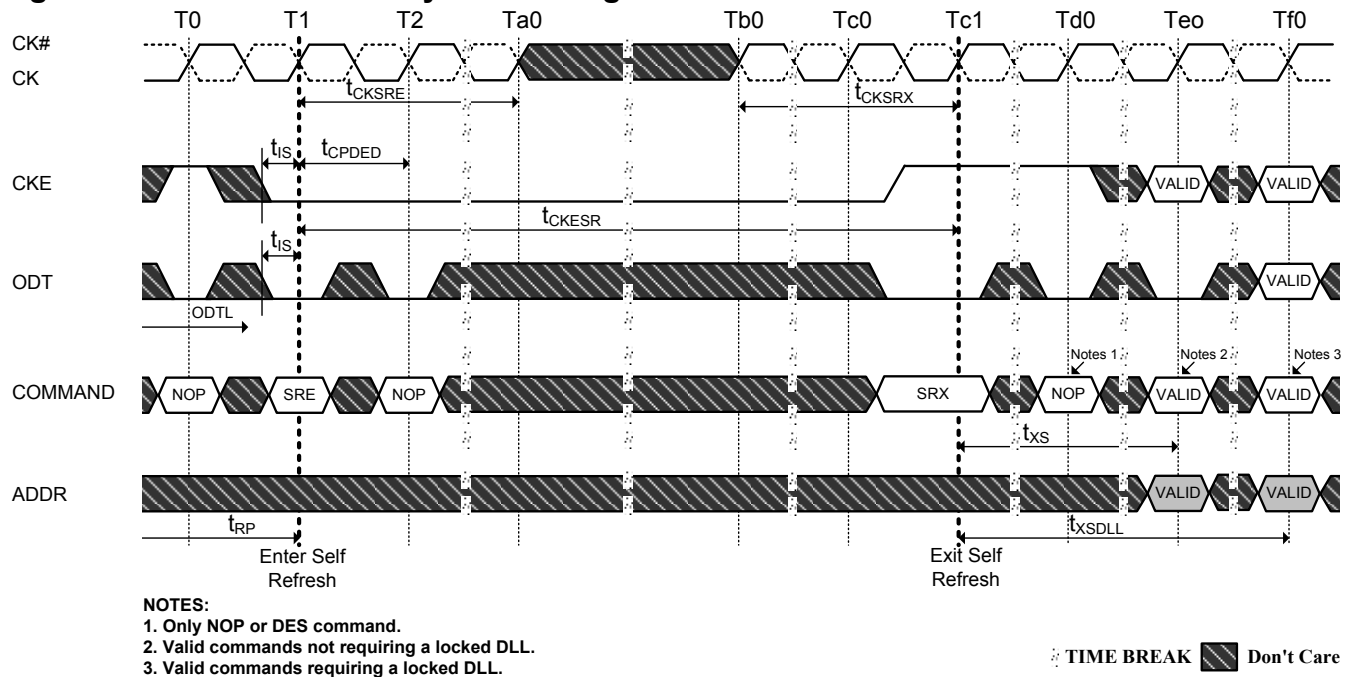 T0 T1 T2 Ta0 Tb0 Tc0 Tc1 Td0 Teo Tf0
CK#
CK
tCKSRE tCKSRX
tIS tCPDED
CKE VALID VALID
tCKESR
tIS
ODT VALID
ODTL
Notes 1 Notes 2 Notes 3
COMMAND NOP SRE NOP SRX NOP VALID VALID
tXS
ADDR VALID VALID
tRP tXSDLL
Enter Self Exit Self
Refresh Refresh
NOTES:
1. Only NOP or DES command.
2. Valid commands not requiring a locked DLL.
3. Valid commands requiring a locked DLL.
TIME BREAK Don't Care